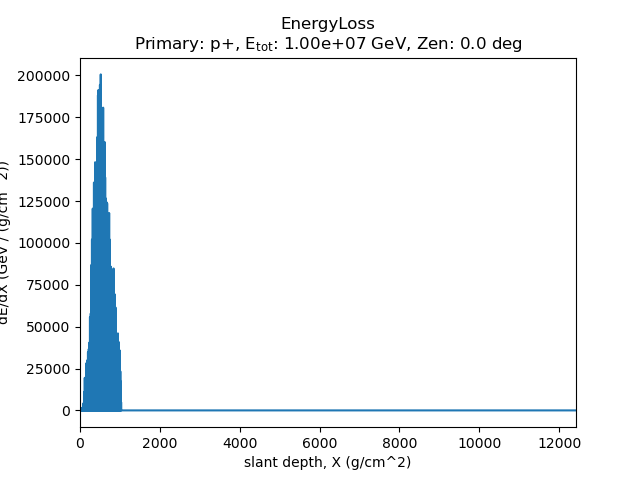 EnergyLoss
Primary: p+, E_tot: 1.00e+07 GeV, Zen: 0.0 deg
200000
175000
150000
125000
100000
75000
50000
25000
0
dE/dX (GeV / (g/cm^2))
0 2000 4000 6000 8000 10000 12000
slant depth, X (g/cm^2)